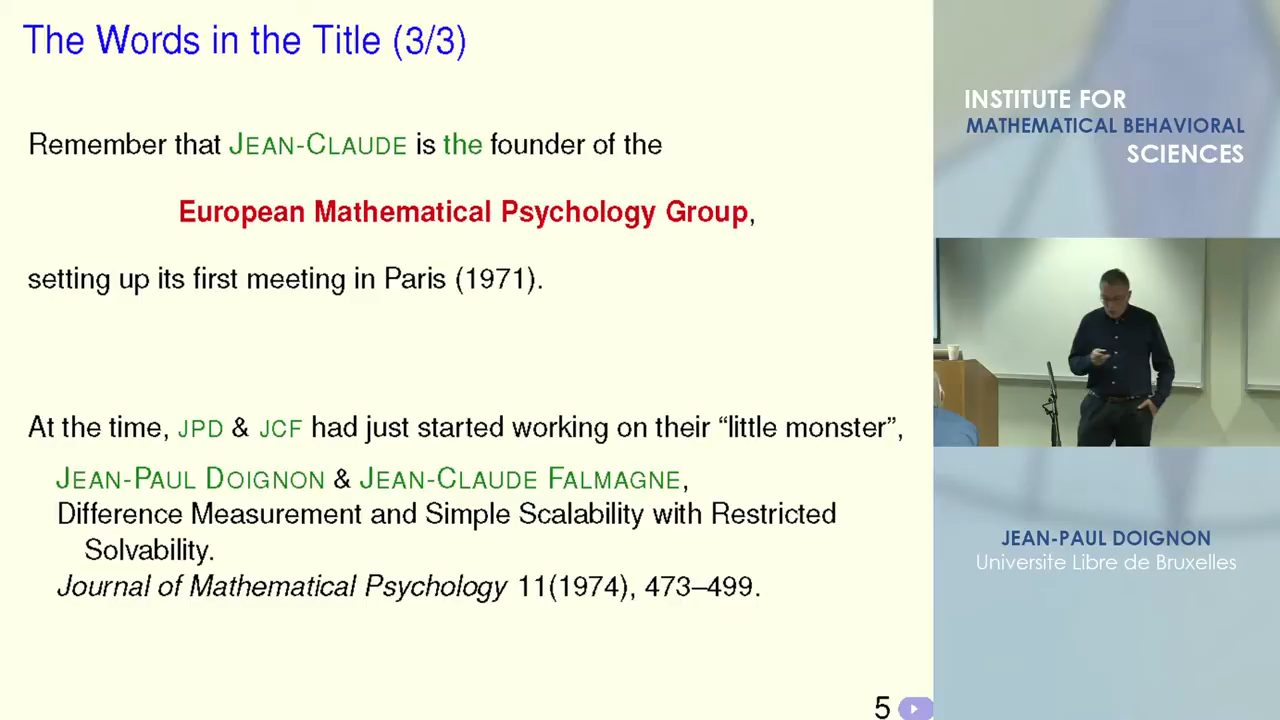 The Words in the Title (3/3)
Remember that JEAN-CLAUDE is the founder of the
European Mathematical Psychology Group,
setting up its first meeting in Paris (1971).
At the time, JPD & JCF had just started working on their “little monster”,
JEAN-PAUL DOIGNON & JEAN-CLAUDE FALMAGNE,
Difference Measurement and Simple Scalability with Restricted
Solvability.
Journal of Mathematical Psychology 11(1974), 473–499.
5
INSTITUTE FOR
MATHEMATICAL BEHAVIORAL
SCIENCES
JEAN-PAUL DOIGNON
Universite Libre de Bruxelles